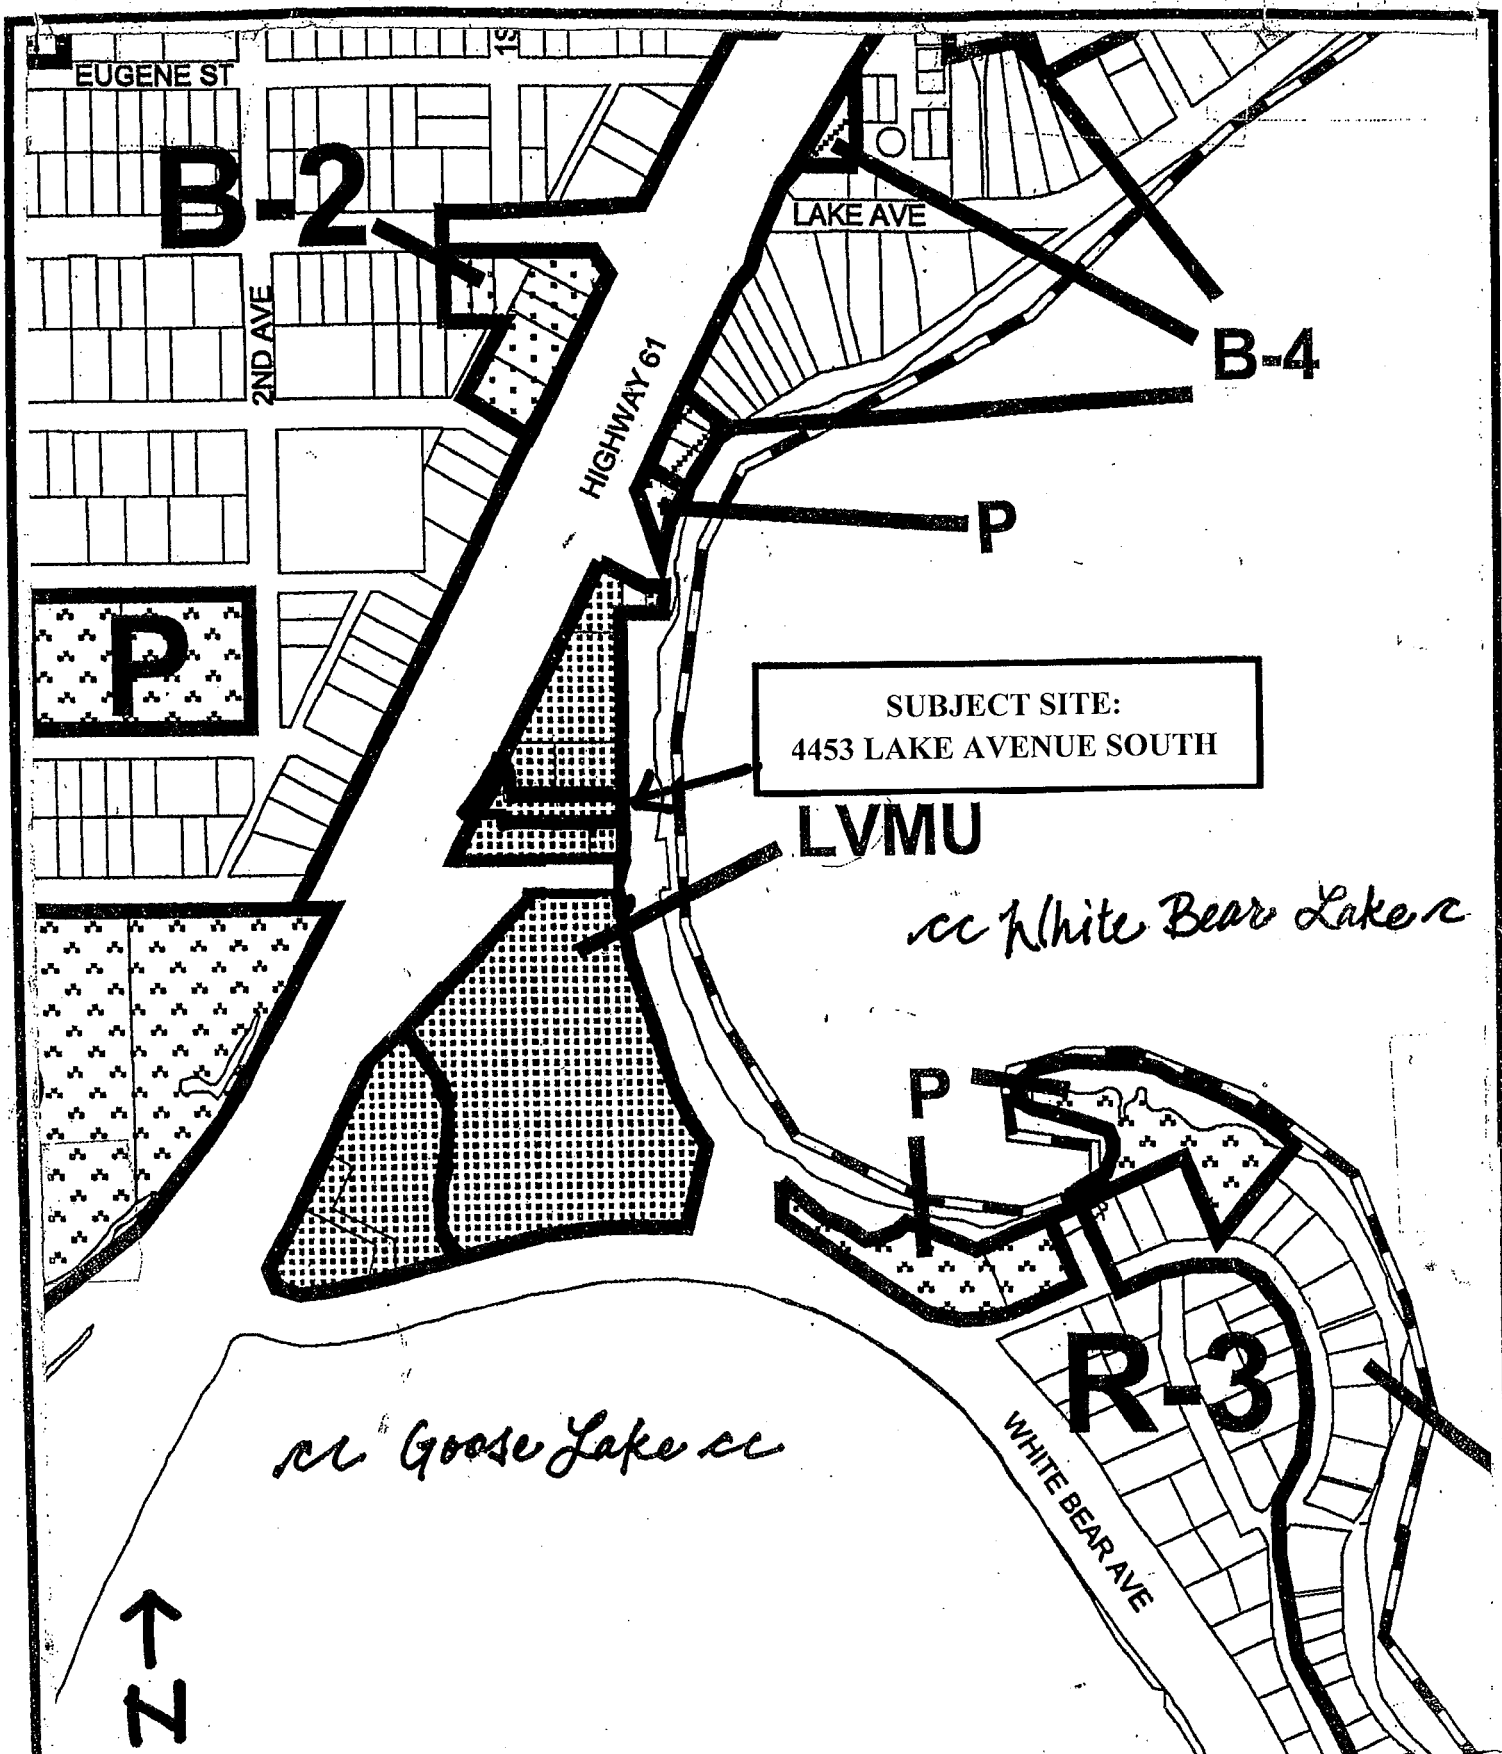 1S
EUGENE ST
B-2
LAKE AVE
2ND AVE
HIGHWAY 61
B-4
P
P
SUBJECT SITE:
4453 LAKE AVENUE SOUTH
LVMU
White Bear Lake
P
R-3
Goose Lake
WHITE BEAR AVE
N